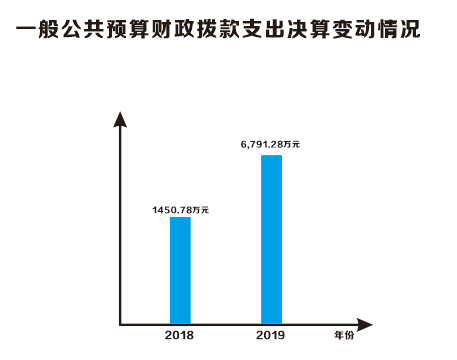 一般公共预算财政拨款支出决算变动情况
6,791.28万元
1450.78万元
2018
2019
年份